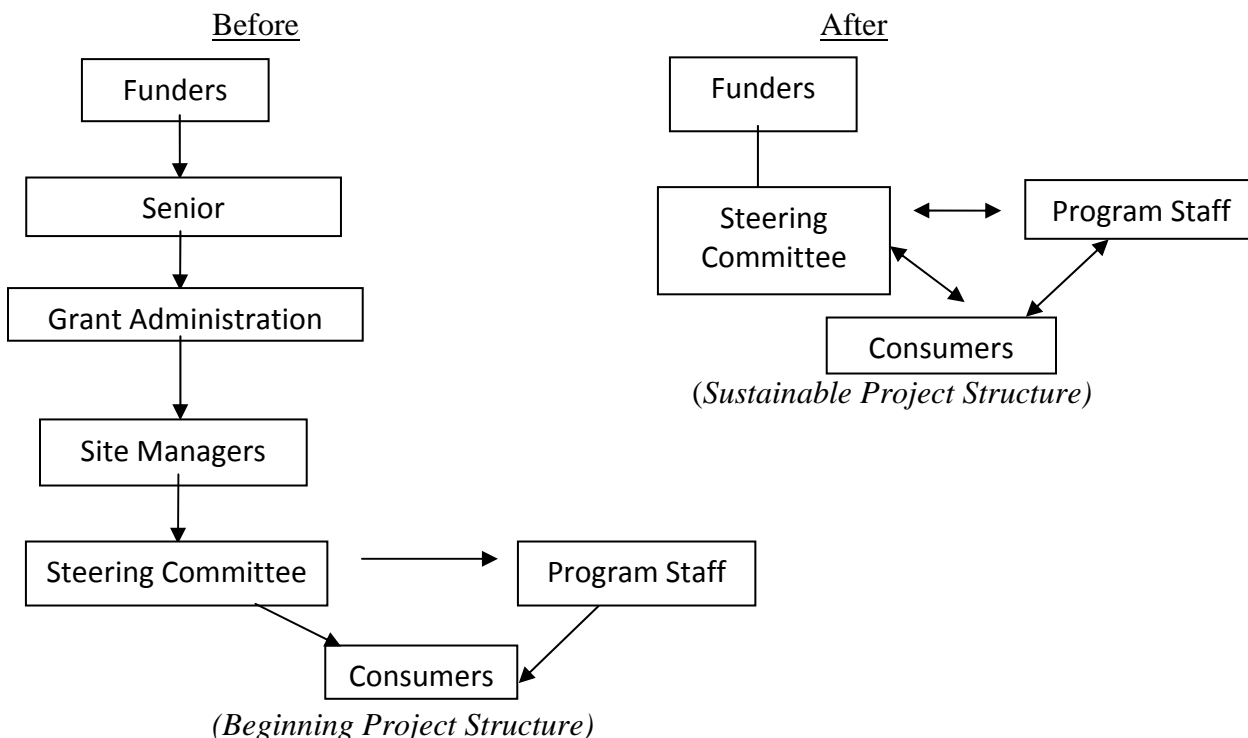 Before
Funders
Senior
Grant Administration
Site Managers
Steering Committee
Program Staff
Consumers
(Beginning Project Structure)
After
Funders
Steering
Committee
Program Staff
Consumers
(Sustainable Project Structure)